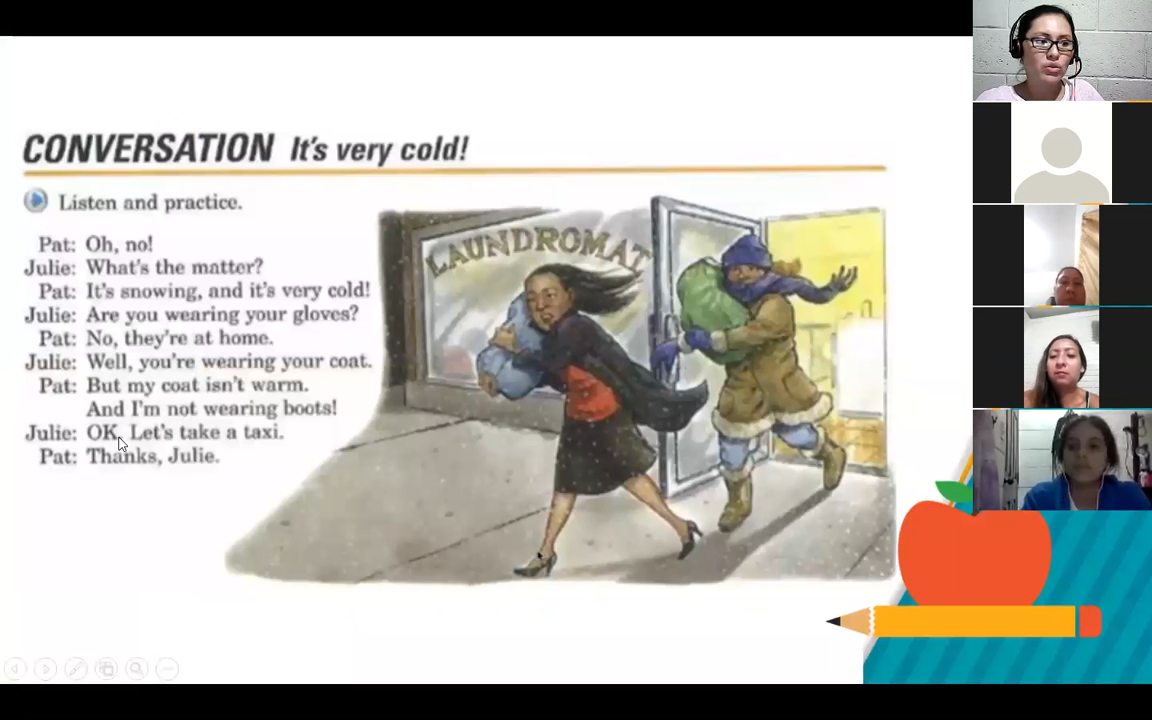 CONVERSATION It's very cold!
Listen and practice.
Pat: Oh, no!
Julie: What's the matter?
Pat: It's snowing, and it's very cold!
Julie: Are you wearing your gloves?
Pat: No, they're at home.
Julie: Well, you're wearing your coat.
Pat: But my coat isn't warm.
And I'm not wearing boots!
Julie: OK. Let's take a taxi.
Pat: Thanks, Julie.
LAUNDROMAT